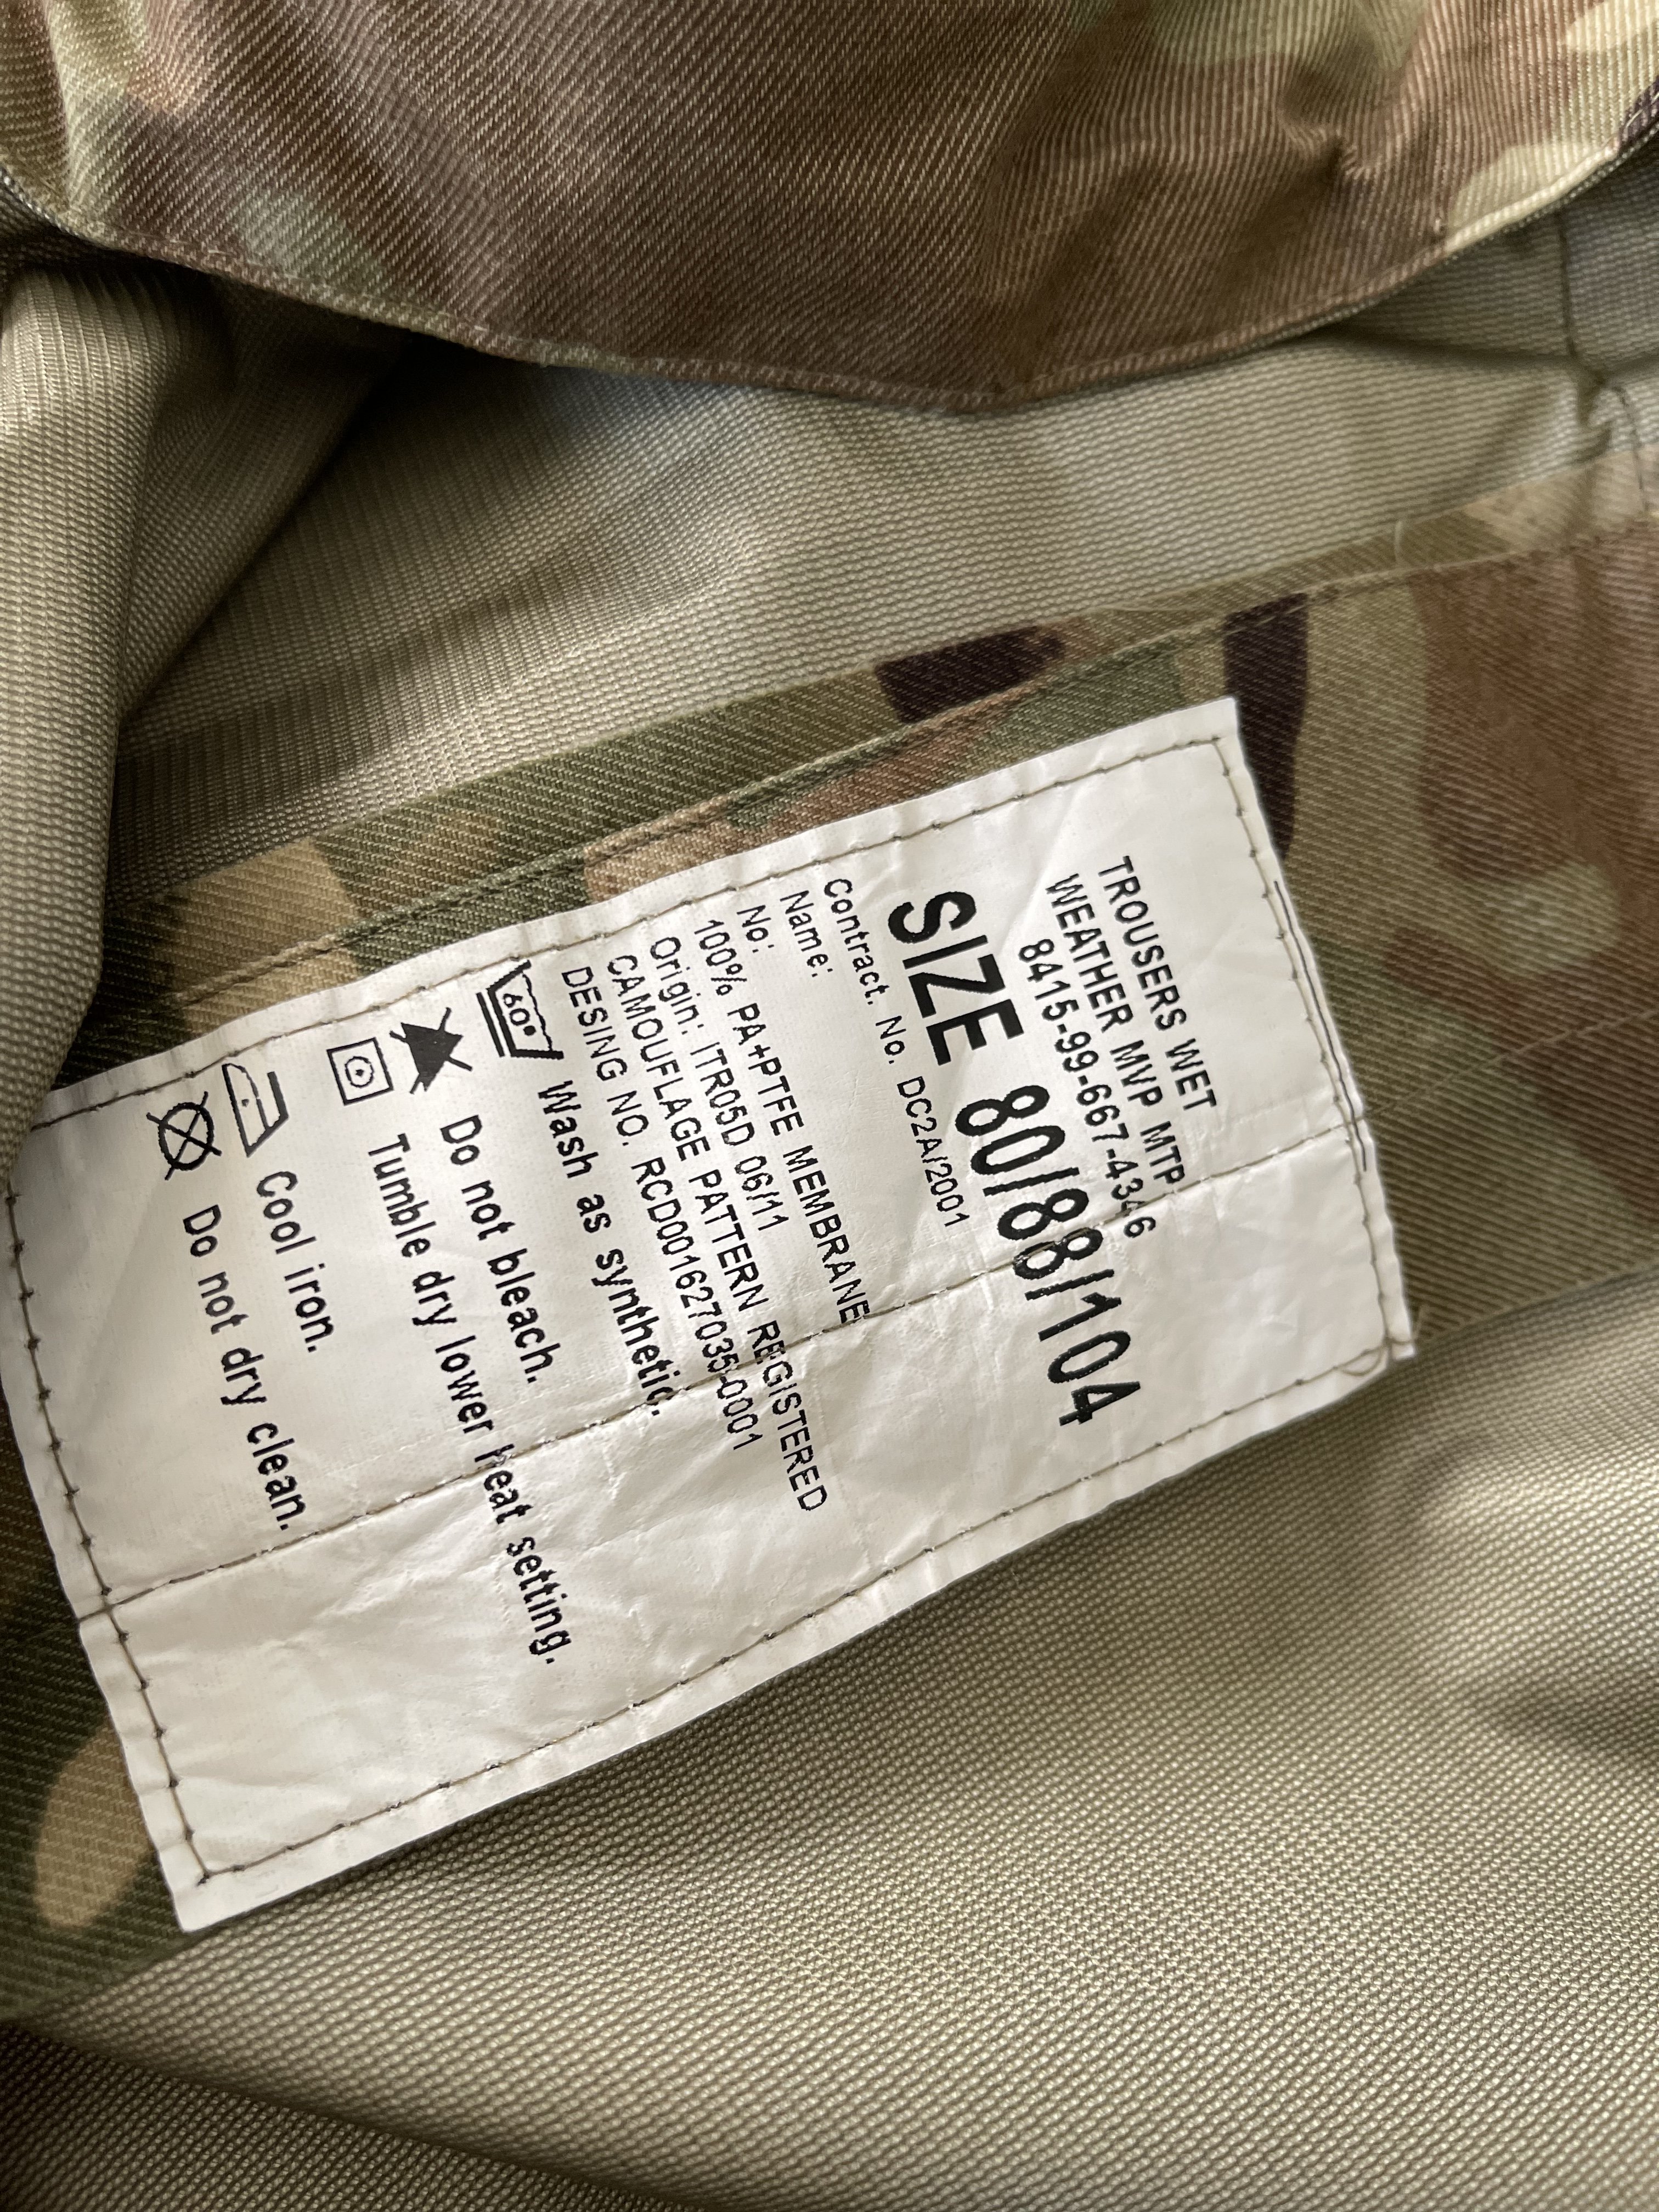 TROUSERS WET
WEATHER MVP MTP
8415-99-667-4346
SIZE 80/88/104
Contract. No. DC2A/2001
Name:
No:
100% PA+PTFE MEMBRANE
Origin: ITR05D 06/11
CAMOUFLAGE PATTERN REGISTERED
DESING NO. RCD001627035-0001
60° Wash as synthetic.
Do not bleach.
Tumble dry lower heat setting.
Cool iron.
Do not dry clean.